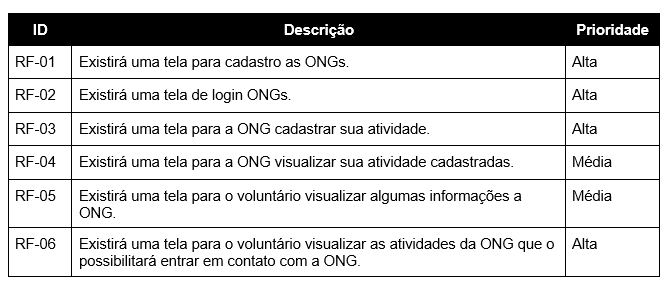 ID Descrição Prioridade
RF-01 Existirá uma tela para cadastro as ONGs. Alta
RF-02 Existirá uma tela de login ONGs. Alta
RF-03 Existirá uma tela para a ONG cadastrar sua atividade. Alta
RF-04 Existirá uma tela para a ONG visualizar sua atividade cadastradas. Média
RF-05 Existirá uma tela para o voluntário visualizar algumas informações a Média
ONG.
RF-06 Existirá uma tela para o voluntário visualizar as atividades da ONG que o Alta
possibilitará entrar em contato com a ONG.